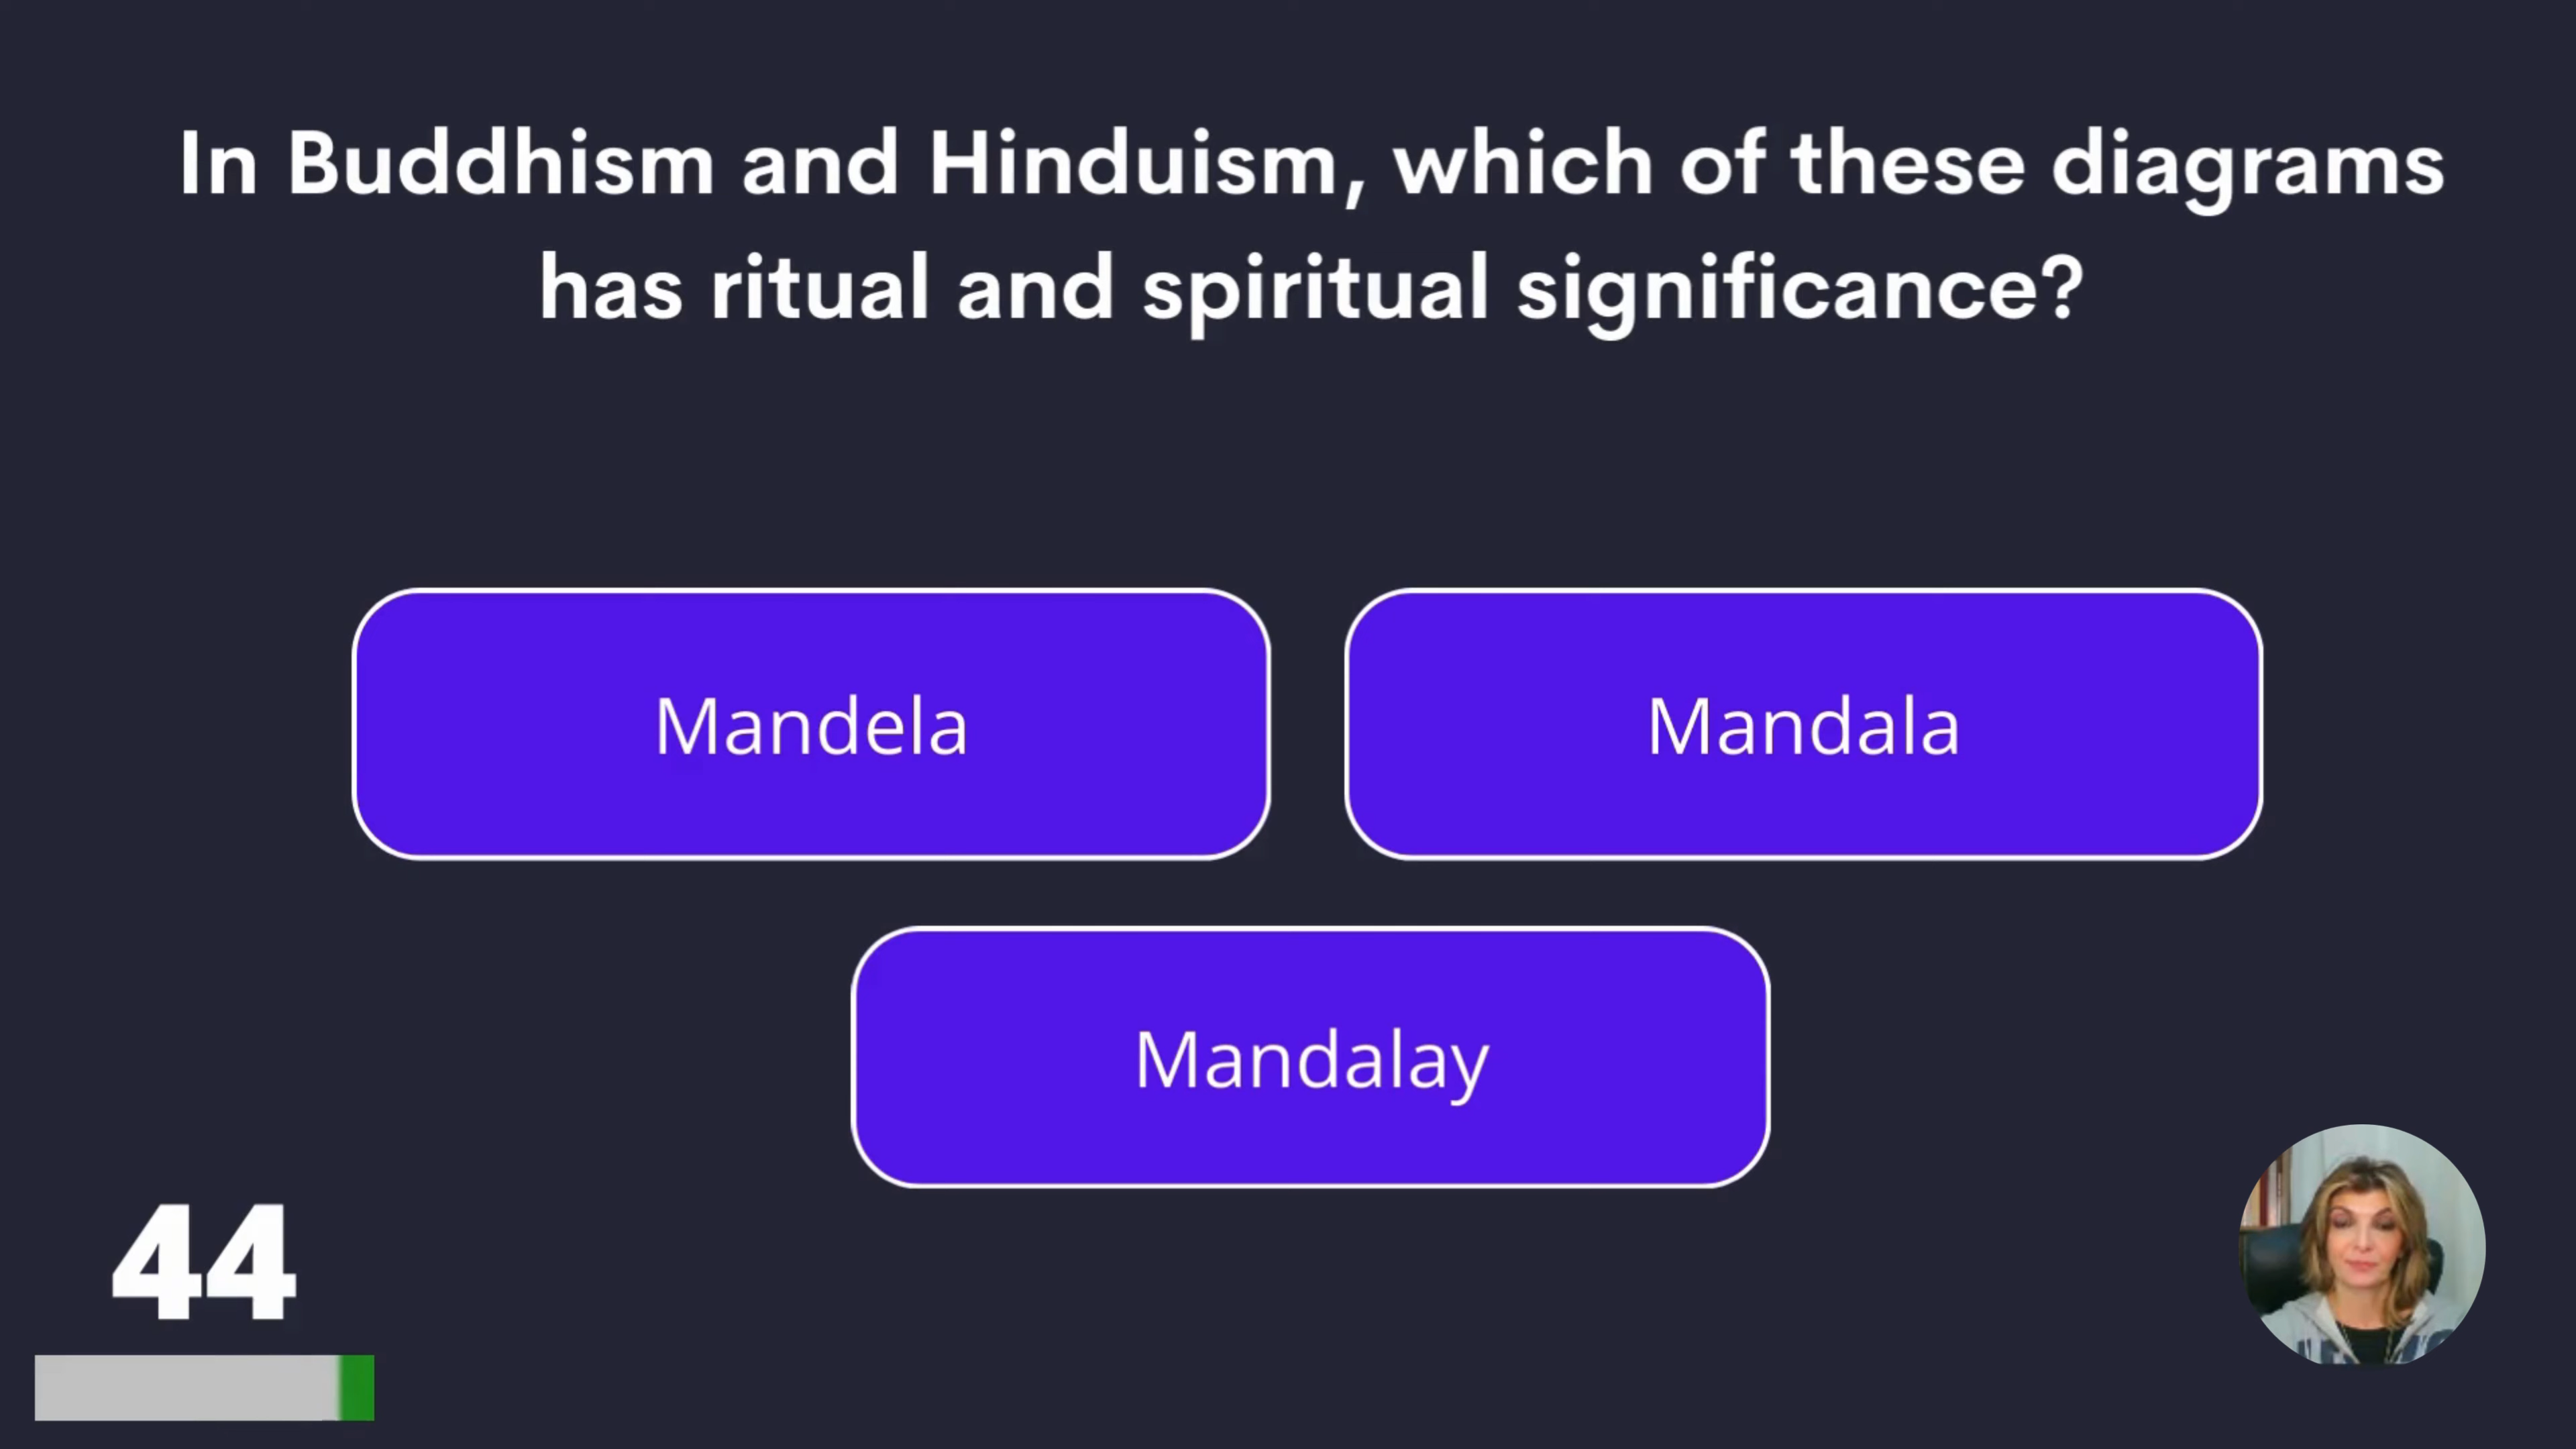 In Buddhism and Hinduism, which of these diagrams
has ritual and spiritual significance?
Mandela
Mandala
Mandalay
44